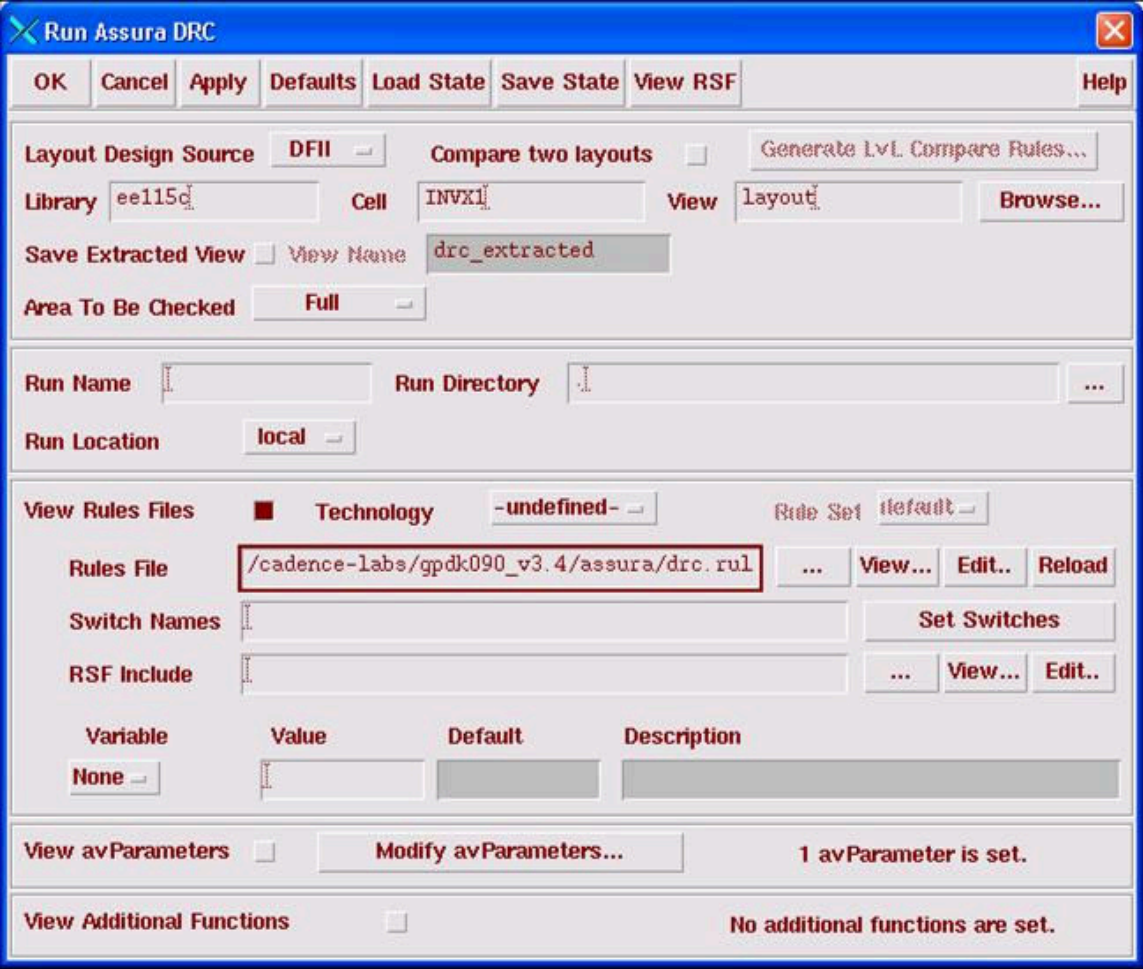 Run Assura DRC
OK Cancel Apply Defaults Load State Save State View RSF Help
Layout Design Source DFII Compare two layouts Generate LvL Compare Rules...
Library ee115c Cell INVX1 View layout Browse...
Save Extracted View View Name drc_extracted
Area To Be Checked Full
Run Name Run Directory . ...
Run Location local
View Rules Files Technology -undefined- Rule Set default
Rules File /cadence-labs/gpdk090_v3.4/assura/drc.rul ... View... Edit.. Reload
Switch Names Set Switches
RSF Include ... View... Edit..
Variable Value Default Description
None
View avParameters Modify avParameters... 1 avParameter is set.
View Additional Functions No additional functions are set.